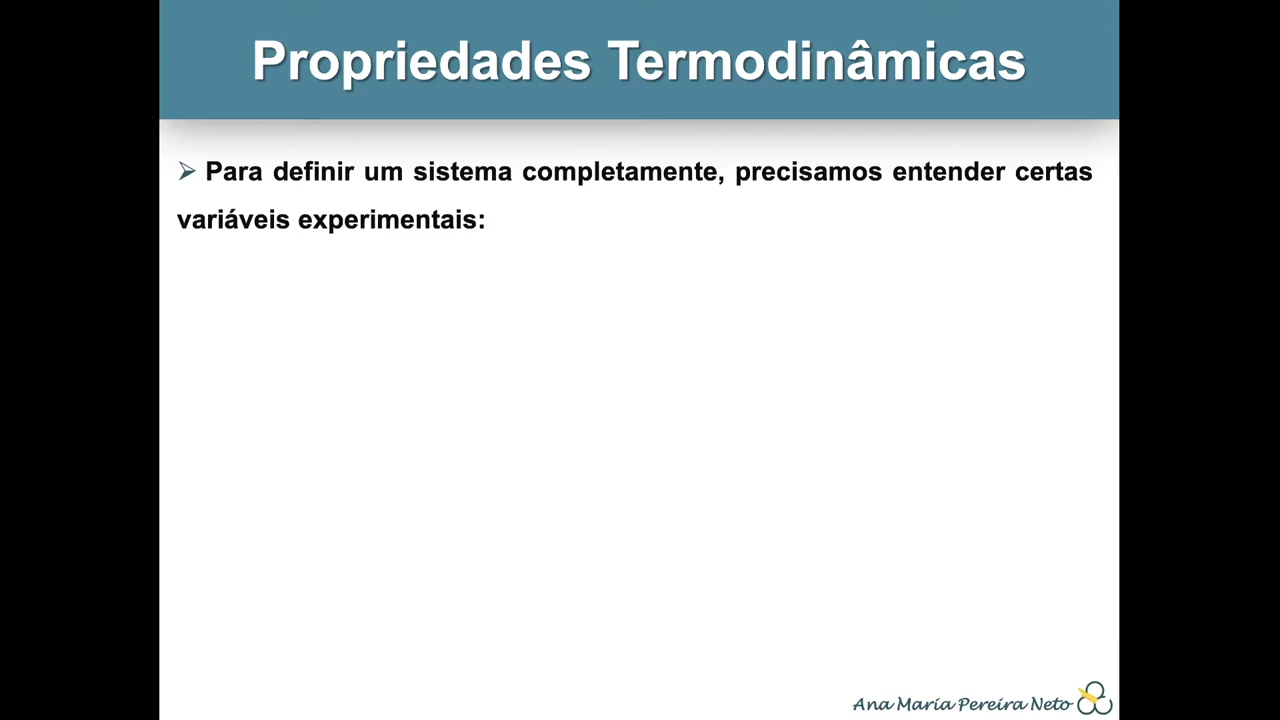 Propriedades Termodinâmicas
Para definir um sistema completamente, precisamos entender certas
variáveis experimentais:
Ana Maria Pereira Neto